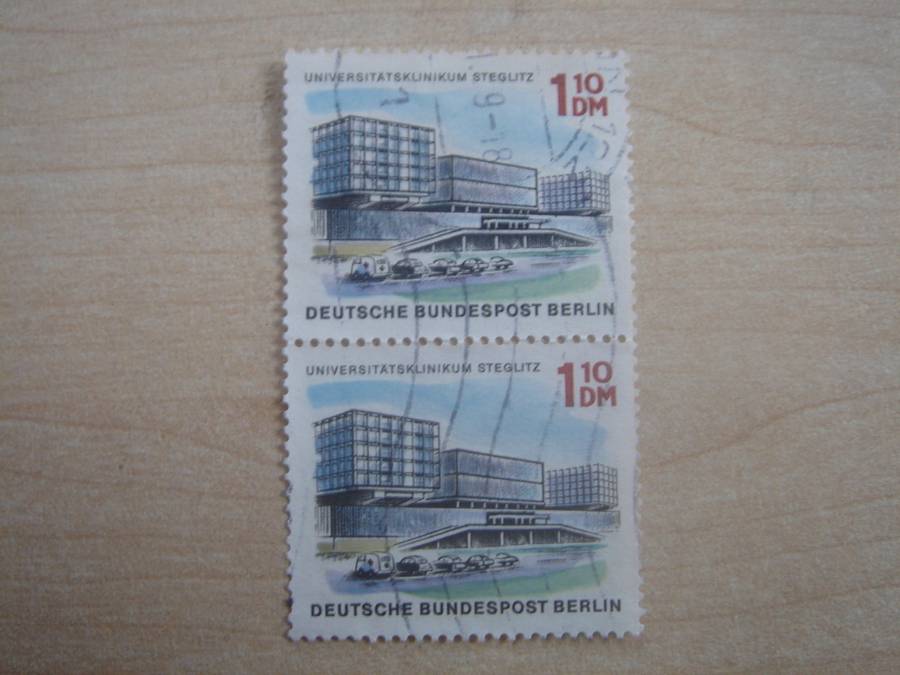 UNIVERSITÄTSKLINIKUM STEGLITZ
1 10 DM
DEUTSCHE BUNDESPOST BERLIN
UNIVERSITÄTSKLINIKUM STEGLITZ
1 10 DM
DEUTSCHE BUNDESPOST BERLIN